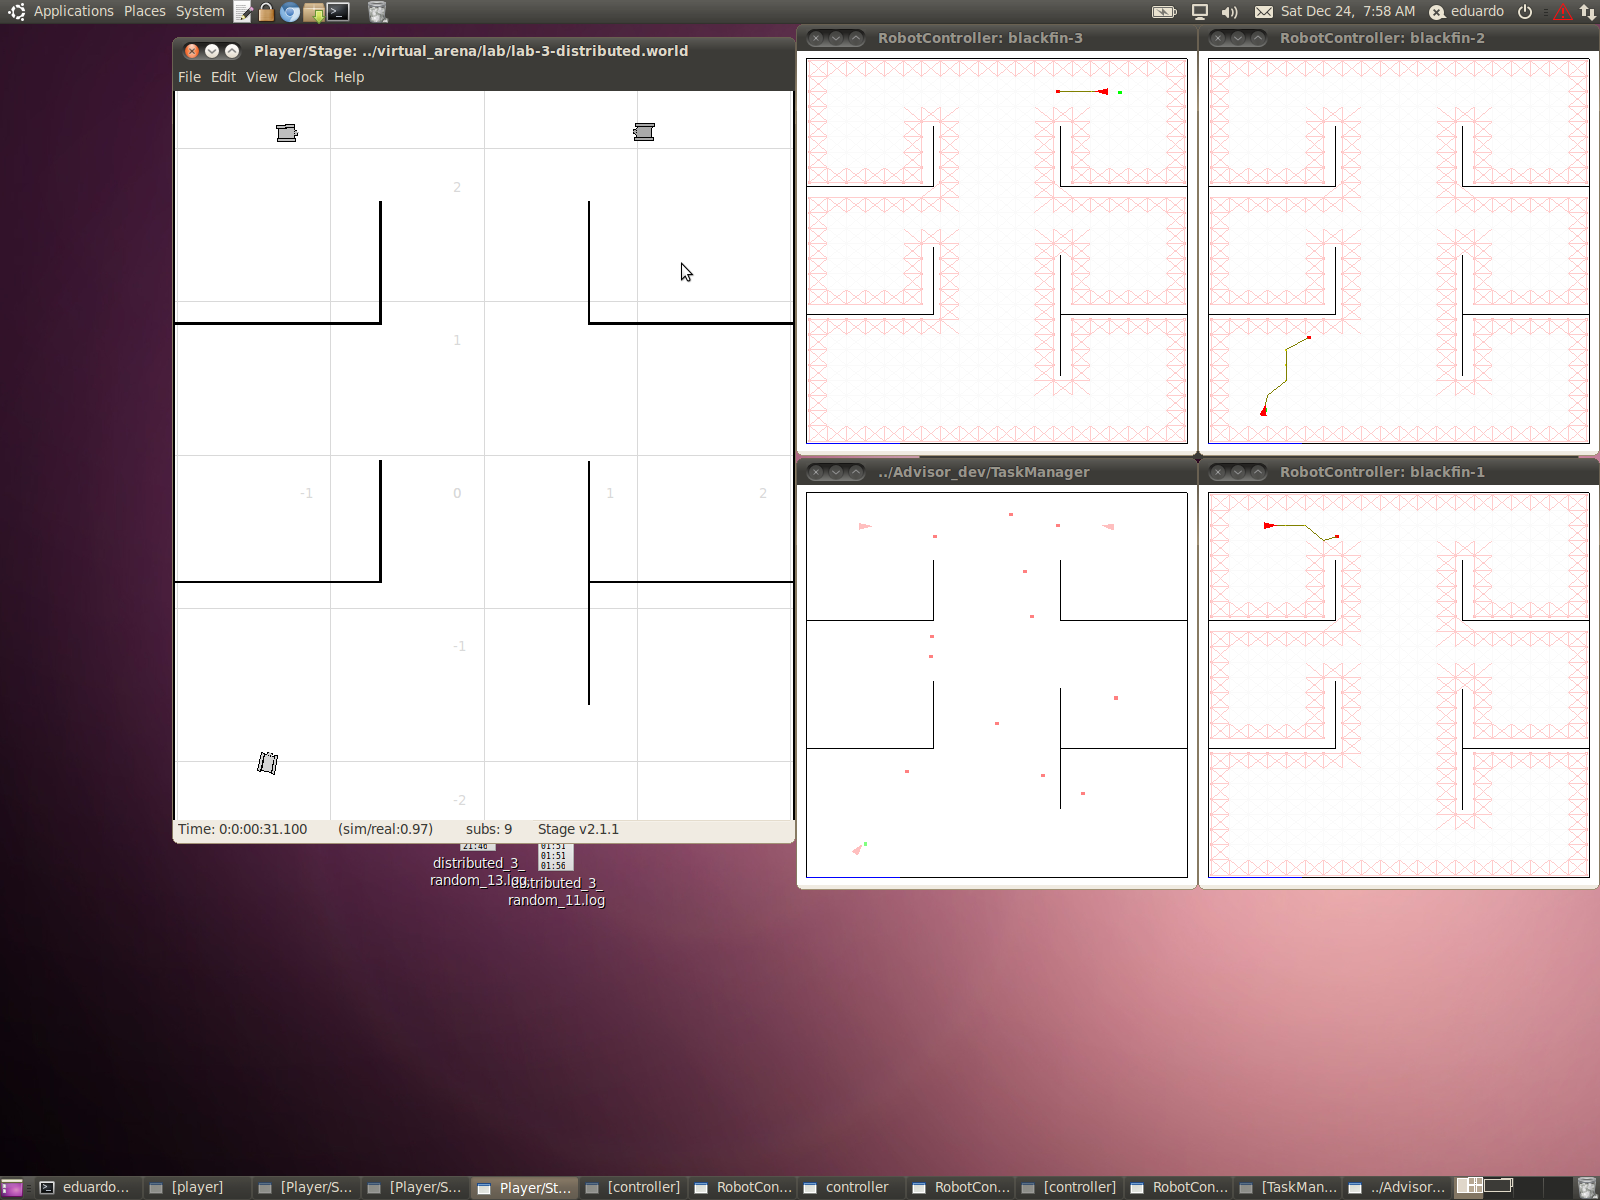 Applications Places System
Sat Dec 24, 7:58 AM
eduardo
Player/Stage: ../virtual_arena/lab/lab-3-distributed.world
File Edit View Clock Help
2
1
-1 0 1 2
-1
-2
Time: 0:0:00:31.100 (sim/real:0.97) subs: 9 Stage v2.1.1
RobotController: blackfin-3
RobotController: blackfin-2
../Advisor_dev/TaskManager
RobotController: blackfin-1
21:46
01:51
01:51
01:56
distributed_3_
random_13.log
distributed_3_
random_11.log
eduardo... [player] [Player/S... [Player/S... Player/St... [controller] RobotCon... controller RobotCon... [controller] RobotCon... [TaskMan... ../Advisor...